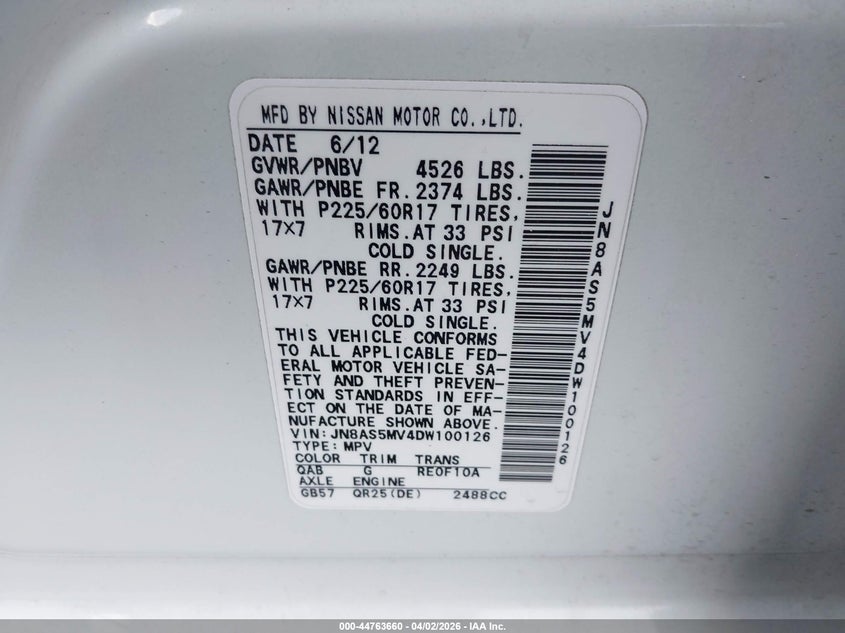 MFD BY NISSAN MOTOR CO.,LTD.
DATE 6/12
GVWR/PNBV 4526 LBS.
GAWR/PNBE FR. 2374 LBS.
WITH P225/60R17 TIRES,
17×7 RIMS.AT 33 PSI
COLD SINGLE.
GAWR/PNBE RR. 2249 LBS.
WITH P225/60R17 TIRES,
17×7 RIMS.AT 33 PSI
COLD SINGLE.
THIS VEHICLE CONFORMS
TO ALL APPLICABLE FED-
ERAL MOTOR VEHICLE SA-
FETY AND THEFT PREVEN-
TION STANDARDS IN EFF-
ECT ON THE DATE OF MA-
NUFACTURE SHOWN ABOVE.
VIN: JN8AS5MV4DW100126
TYPE: MPV
COLOR TRIM TRANS
QAB G RE0F10A
AXLE ENGINE
GB57 QR25(DE) 2488CC
JN8AS5MV4DW100126
000-44763660 - 04/02/2026 - IAA Inc.